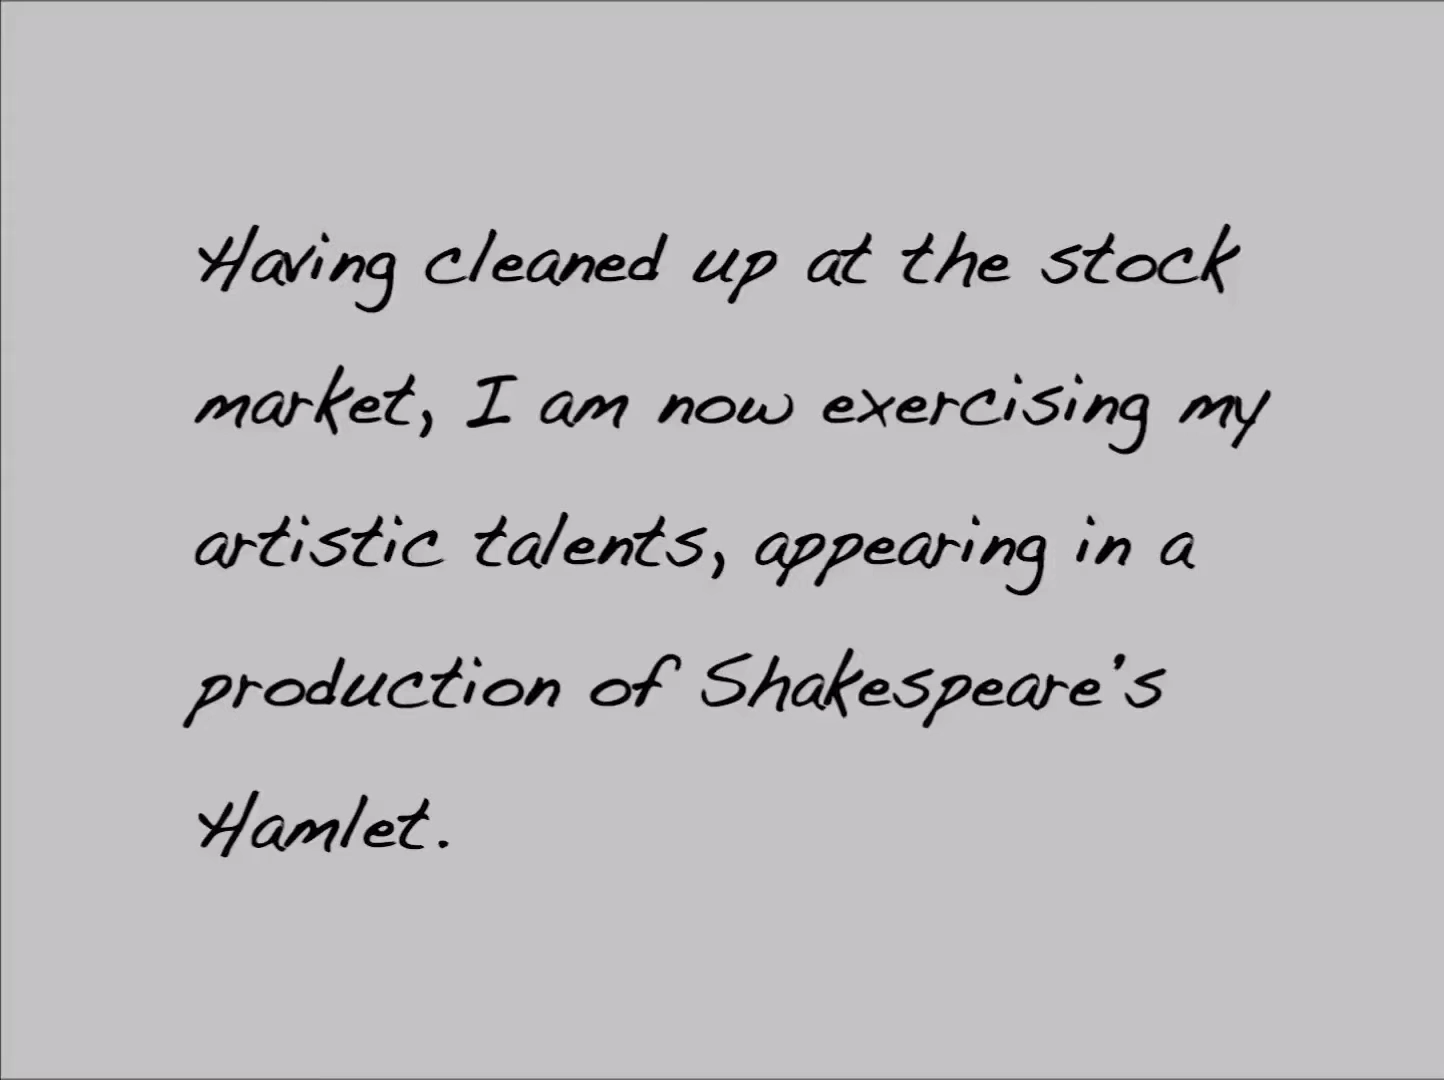 Having cleaned up at the stock
market, I am now exercising my
artistic talents, appearing in a
production of Shakespeare's
Hamlet.